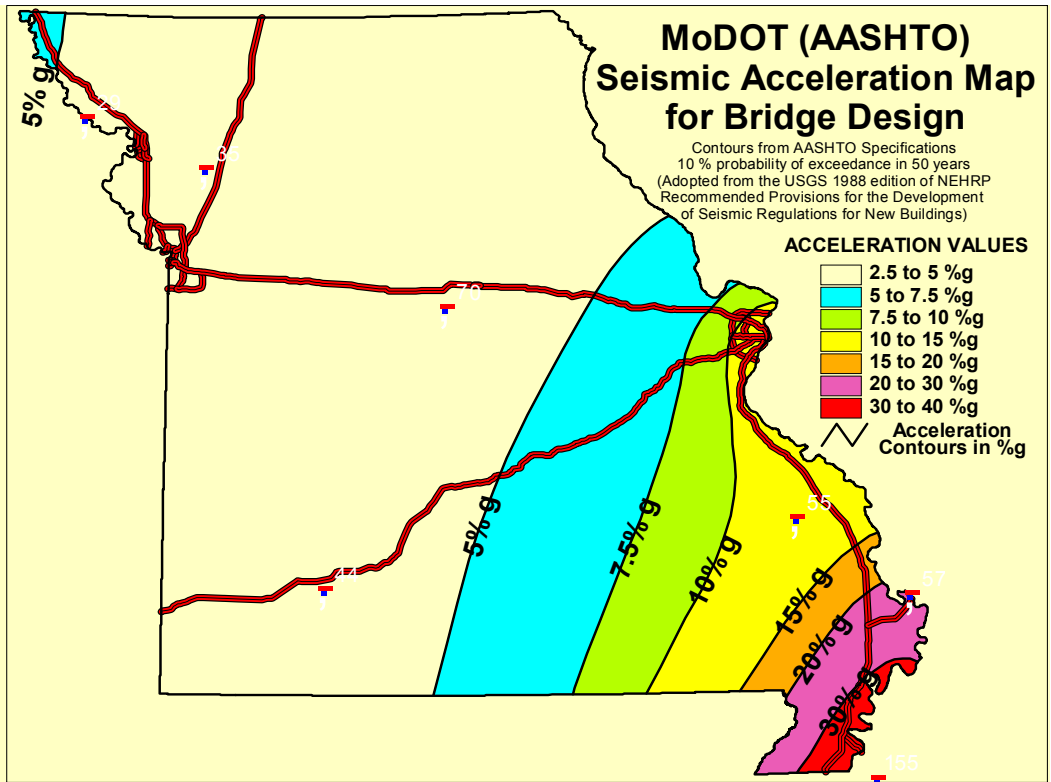 MoDOT (AASHTO)
Seismic Acceleration Map
for Bridge Design
Contours from AASHTO Specifications
10 % probability of exceedance in 50 years
(Adopted from the USGS 1988 edition of NEHRP
Recommended Provisions for the Development
of Seismic Regulations for New Buildings)
ACCELERATION VALUES
2.5 to 5 %g
5 to 7.5 %g
7.5 to 10 %g
10 to 15 %g
15 to 20 %g
20 to 30 %g
30 to 40 %g
Acceleration
Contours in %g
5% g
29
70
44
55
57
155
5% g
7.5% g
10% g
15% g
20% g
30% g